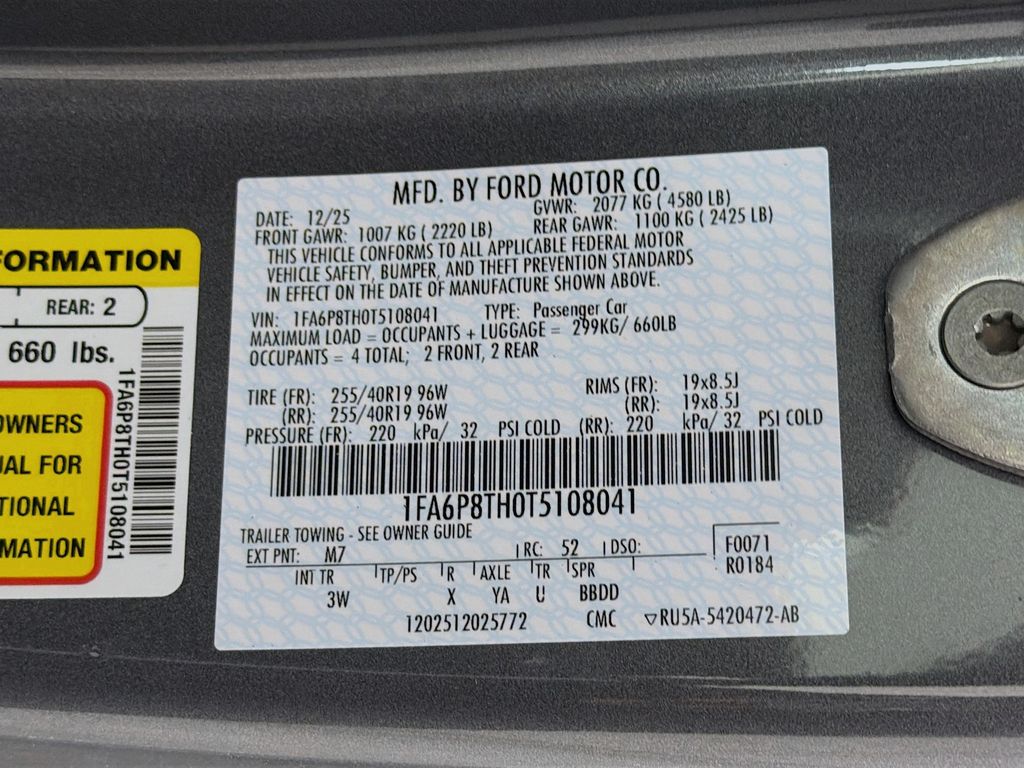 FORMATION
REAR: 2
660 lbs.
OWNERS
UAL FOR
TIONAL
MATION
1FA6P8TH0T5108041
MFD. BY FORD MOTOR CO.
DATE: 12/25 GVWR: 2077 KG ( 4580 LB)
FRONT GAWR: 1007 KG ( 2220 LB) REAR GAWR: 1100 KG ( 2425 LB)
THIS VEHICLE CONFORMS TO ALL APPLICABLE FEDERAL MOTOR
VEHICLE SAFETY, BUMPER, AND THEFT PREVENTION STANDARDS
IN EFFECT ON THE DATE OF MANUFACTURE SHOWN ABOVE.
VIN: 1FA6P8TH0T5108041 TYPE: Passenger Car
MAXIMUM LOAD = OCCUPANTS + LUGGAGE = 299KG/ 660LB
OCCUPANTS = 4 TOTAL; 2 FRONT, 2 REAR
TIRE (FR): 255/40R19 96W RIMS (FR): 19x8.5J
(RR): 255/40R19 96W (RR): 19x8.5J
PRESSURE (FR): 220 kPa/ 32 PSI COLD (RR): 220 kPa/ 32 PSI COLD
1FA6P8TH0T5108041
TRAILER TOWING - SEE OWNER GUIDE
EXT PNT: M7 RC: 52 DSO: F0071
R0184
INT TR TP/PS R AXLE TR SPR
3W X YA U BBDD
1202512025772 CMC ▽RU5A-5420472-AB